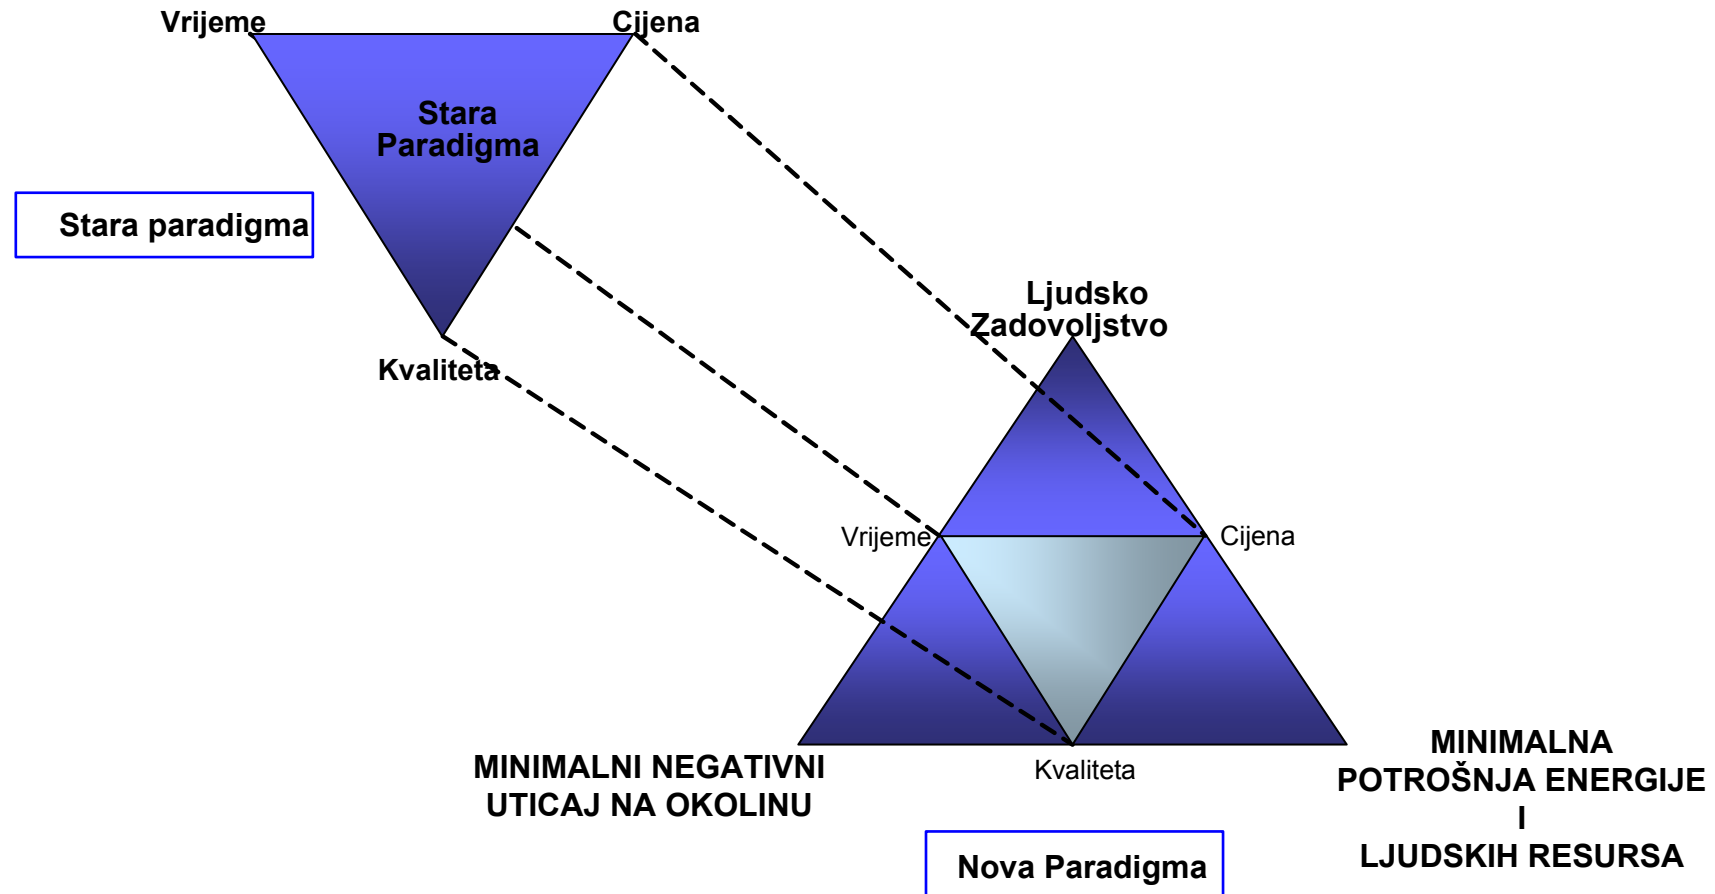 Vrijeme
Cijena
Stara
Paradigma
Stara paradigma
Kvaliteta
Ljudsko
Zadovoljstvo
Vrijeme
Cijena
Kvaliteta
MINIMALNI NEGATIVNI
UTICAJ NA OKOLINU
MINIMALNA
POTROŠNJA ENERGIJE
I
LJUDSKIH RESURSA
Nova Paradigma